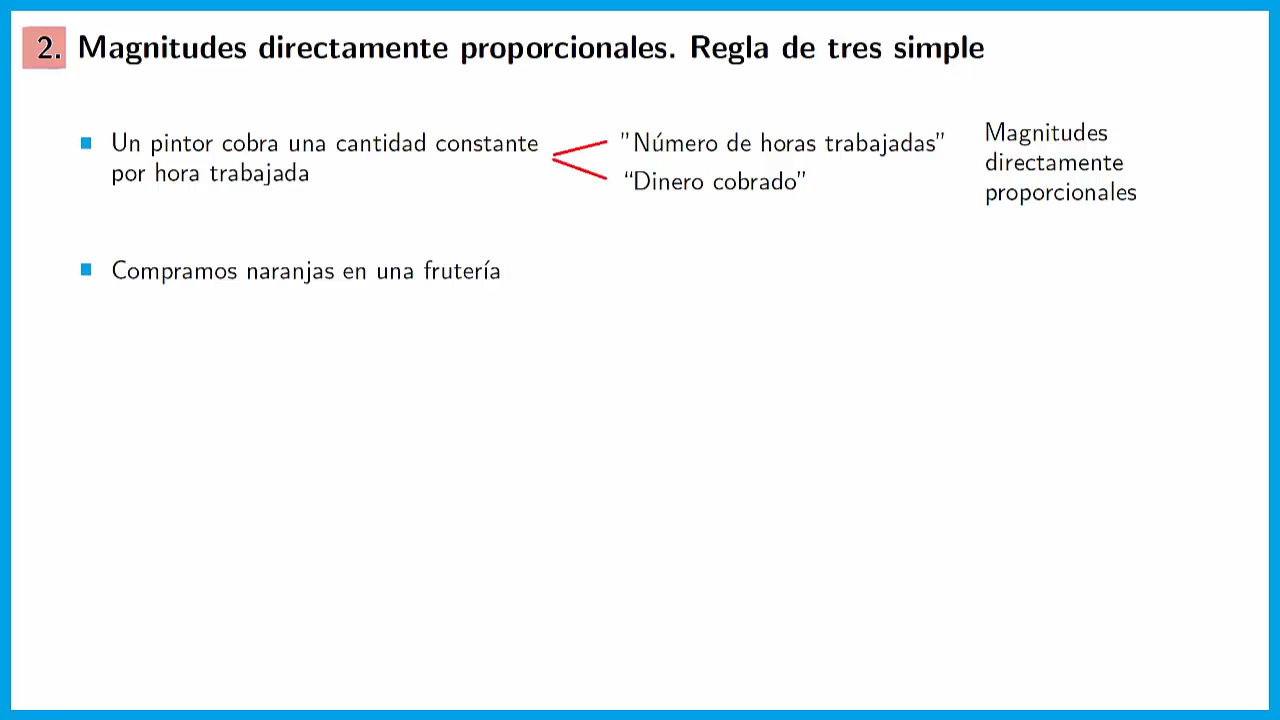 2. Magnitudes directamente proporcionales. Regla de tres simple
Un pintor cobra una cantidad constante
por hora trabajada
"Número de horas trabajadas"
“Dinero cobrado”
Magnitudes
directamente
proporcionales
Compramos naranjas en una frutería